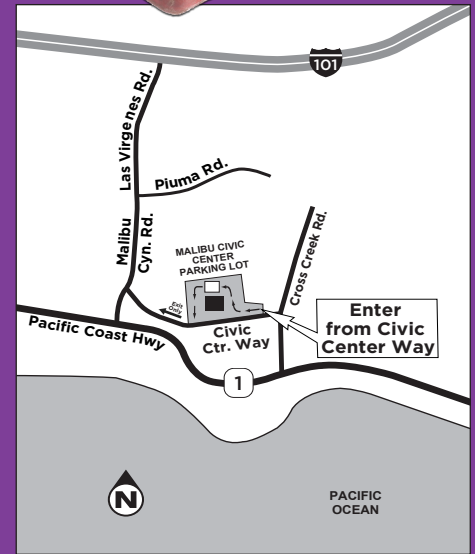 101
Las Virgenes Rd.
Piuma Rd.
Malibu
Cyn. Rd.
Cross Creek Rd.
MALIBU CIVIC
CENTER
PARKING LOT
Exit
Only
Enter
from Civic
Center Way
Civic
Ctr. Way
Pacific Coast Hwy
1
N
PACIFIC
OCEAN